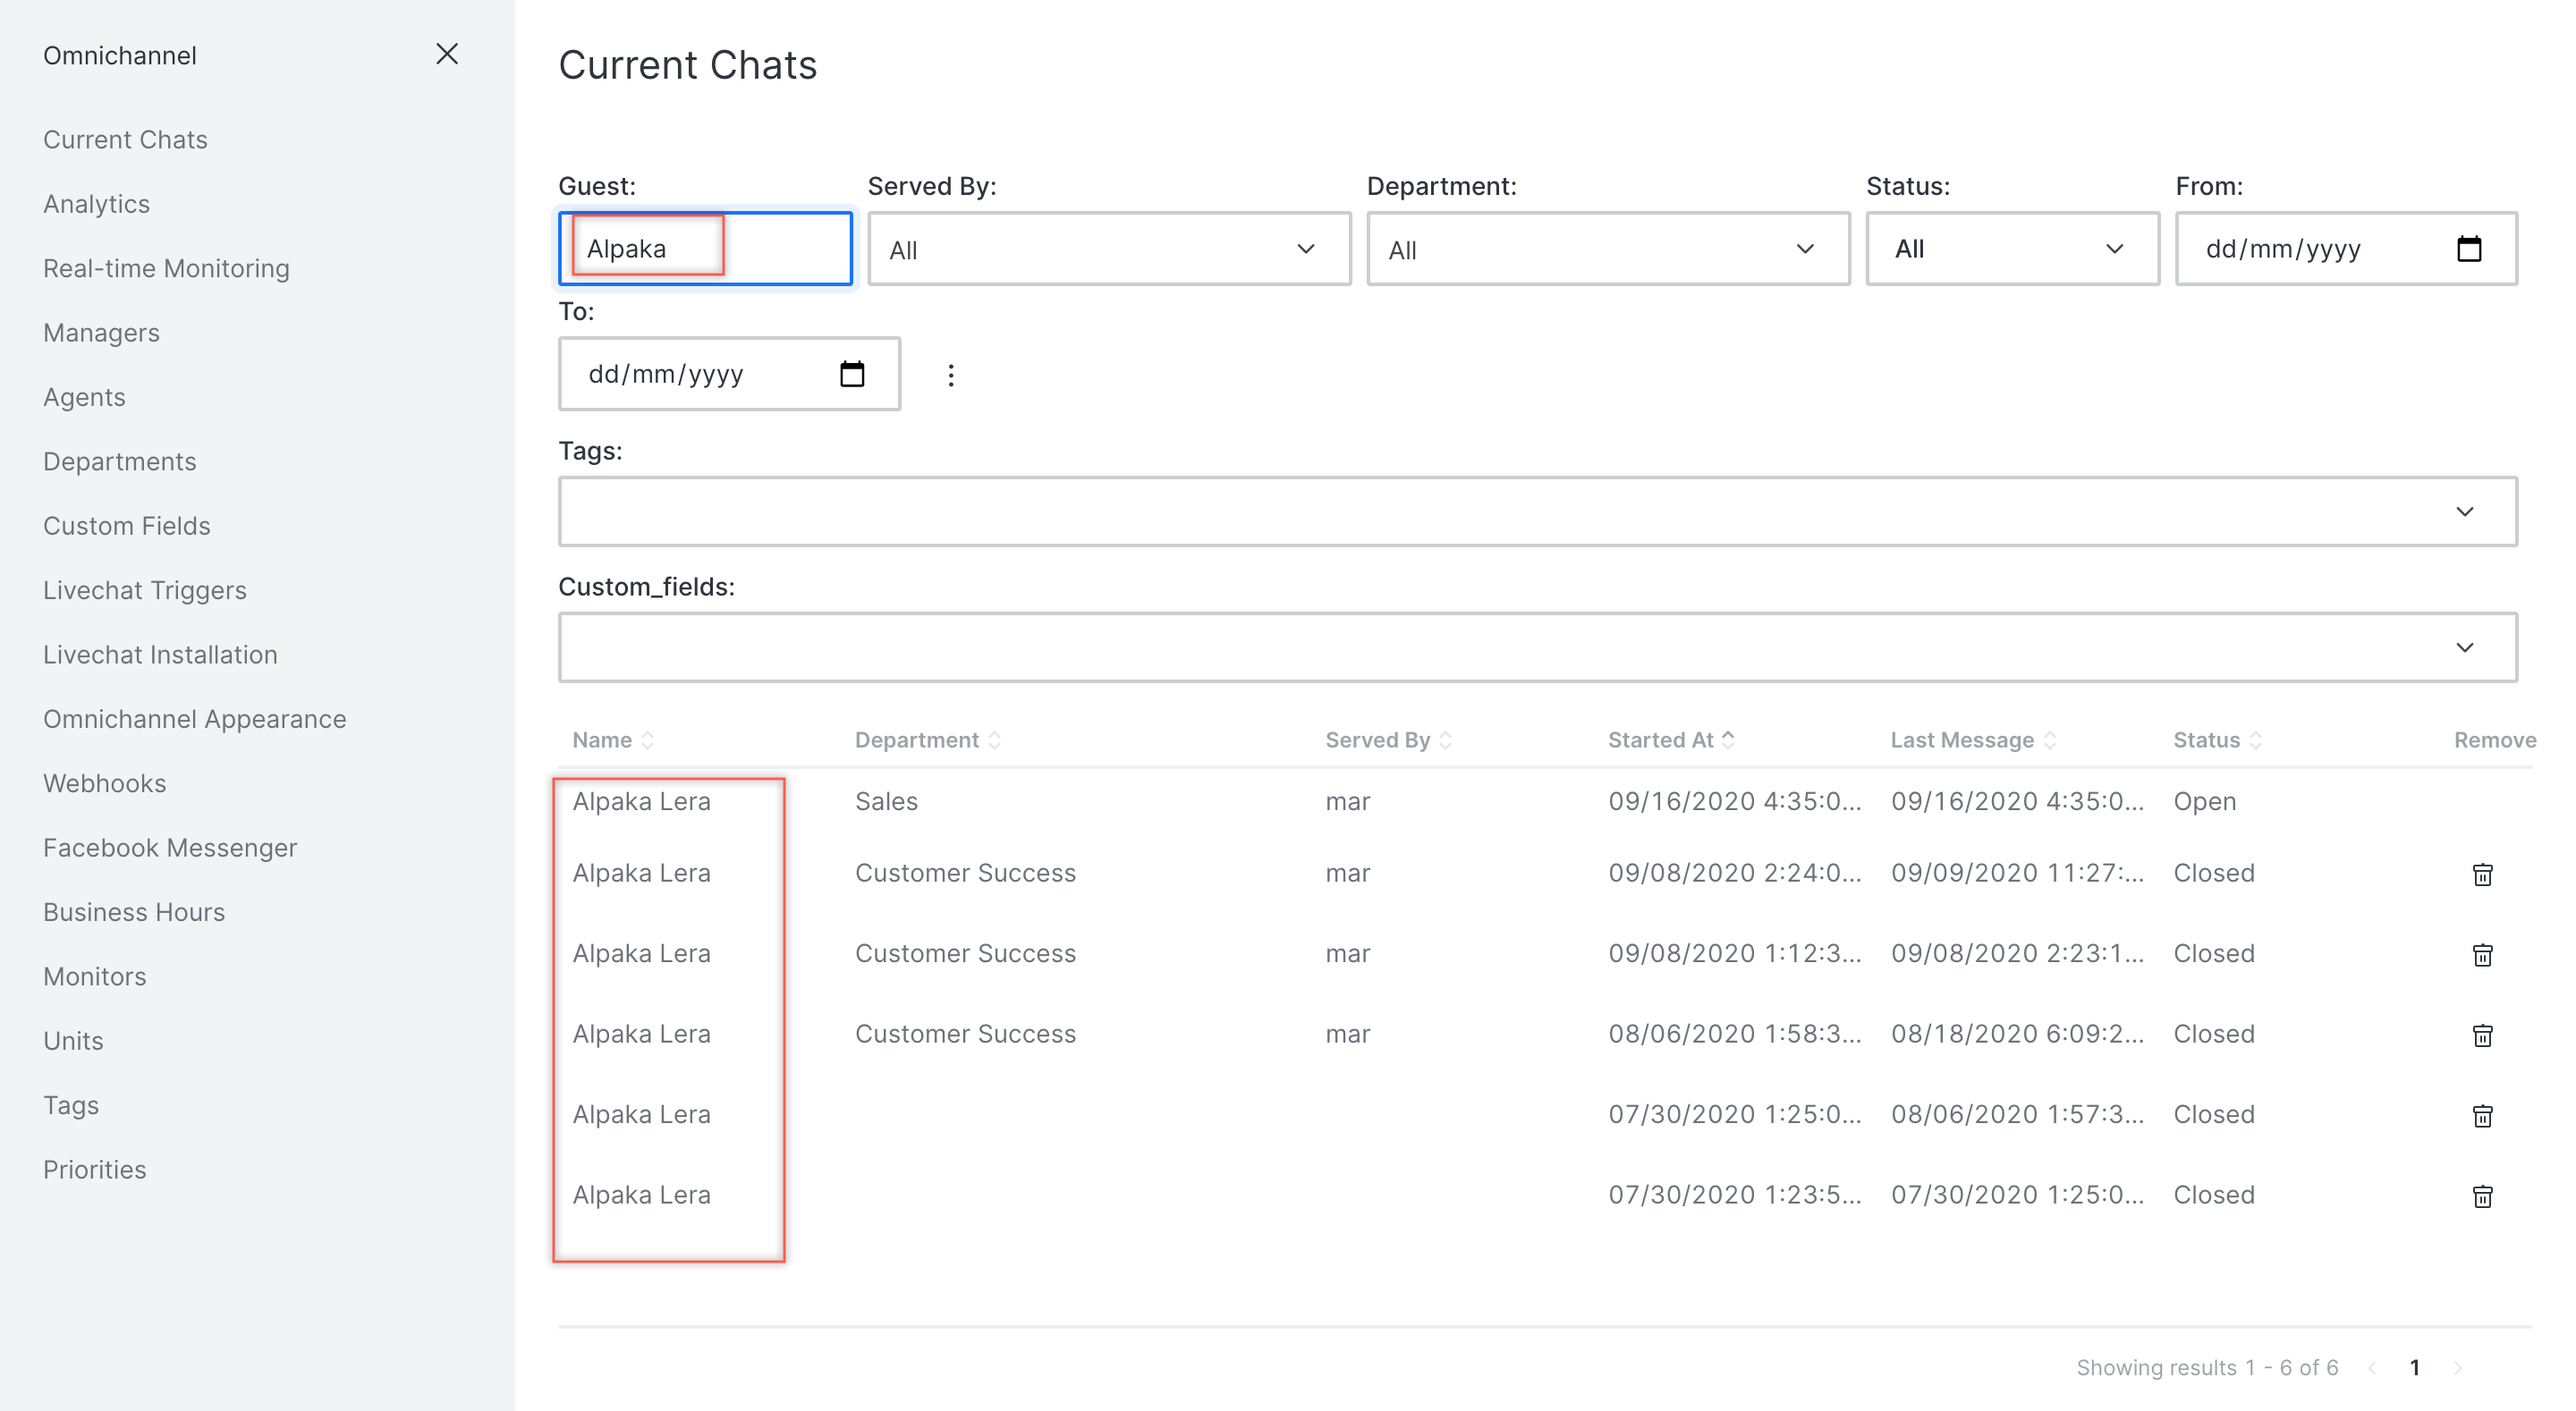 Omnichannel
Current Chats
Analytics
Real-time Monitoring
Managers
Agents
Departments
Custom Fields
Livechat Triggers
Livechat Installation
Omnichannel Appearance
Webhooks
Facebook Messenger
Business Hours
Monitors
Units
Tags
Priorities
Current Chats
Guest: Served By: Department: Status: From:
Alpaka All All All dd/mm/yyyy
To:
dd/mm/yyyy
Tags:
Custom_fields:
Name Department Served By Started At Last Message Status Remove
Alpaka Lera Sales mar 09/16/2020 4:35:0... 09/16/2020 4:35:0... Open
Alpaka Lera Customer Success mar 09/08/2020 2:24:0... 09/09/2020 11:27:... Closed
Alpaka Lera Customer Success mar 09/08/2020 1:12:3... 09/08/2020 2:23:1... Closed
Alpaka Lera Customer Success mar 08/06/2020 1:58:3... 08/18/2020 6:09:2... Closed
Alpaka Lera 07/30/2020 1:25:0... 08/06/2020 1:57:3... Closed
Alpaka Lera 07/30/2020 1:23:5... 07/30/2020 1:25:0... Closed
Showing results 1 - 6 of 6 1